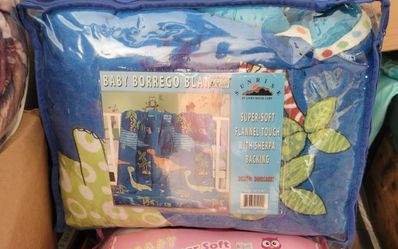 BABY BORREGO BLANKET
SUNRISE
SUPER-SOFT
FLANNEL TOUCH
WITH SHERPA
BACKING
Soft